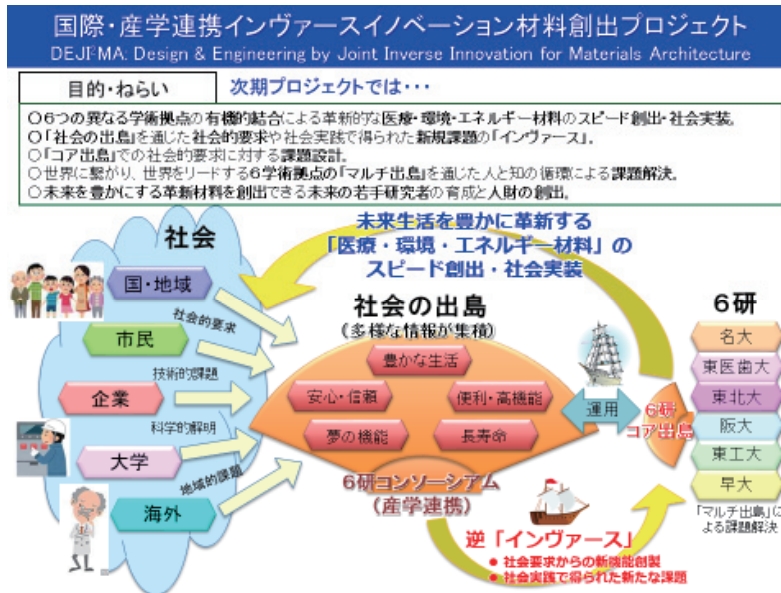 国際・産学連携インヴァースイノベーション材料創出プロジェクト
DEJI²MA: Design & Engineering by Joint Inverse Innovation for Materials Architecture
目的・ねらい
次期プロジェクトでは・・・
○6つの異なる学術拠点の有機的結合による革新的な医療・環境・エネルギー材料のスピード創出・社会実装。
○「社会の出島」を通じた社会的要求や社会実践で得られた新規課題の「インヴァース」。
○「コア出島」での社会的要求に対する課題設計。
○世界に繋がり、世界をリードする6学術拠点の「マルチ出島」を通じた人と知の循環による課題解決。
○未来を豊かにする革新材料を創出できる未来の若手研究者の育成と人財の創出。
社会
未来生活を豊かに革新する
「医療・環境・エネルギー材料」の
スピード創出・社会実装
国・地域
市民
企業
大学
海外
社会的要求
技術的課題
科学的解明
地域的課題
社会の出島
(多様な情報が集積)
豊かな生活
安心・信頼
便利・高機能
夢の機能
長寿命
6研コンソーシアム
(産学連携)
運用
6研
コア出島
6研
名大
東医歯大
東北大
阪大
東工大
早大
「マルチ出島」に
よる課題解決
逆「インヴァース」
● 社会要求からの新機能創製
● 社会実践で得られた新たな課題